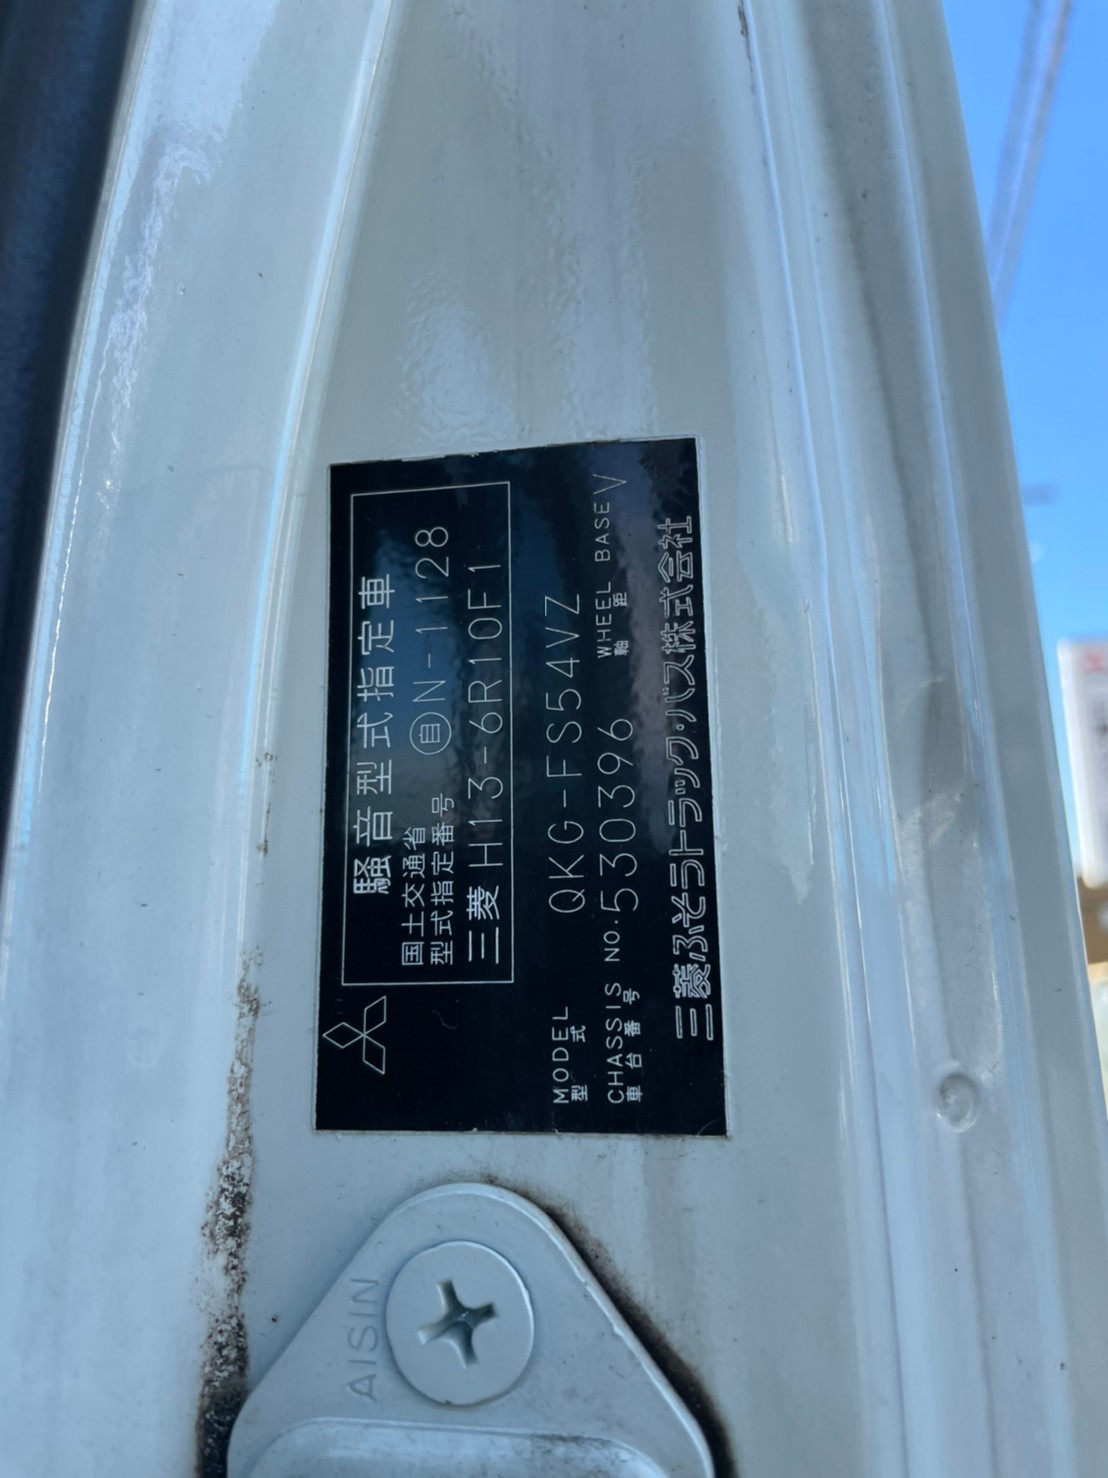 騒音型式指定車
国土交通省
型式指定番号 自N-1128
三菱 H13-6R10F1
MODEL
型式 QKG-FS54VZ
CHASSIS NO. 530396 WHEEL BASE V
車台番号 軸距
三菱ふそうトラック・バス株式会社
AISIN